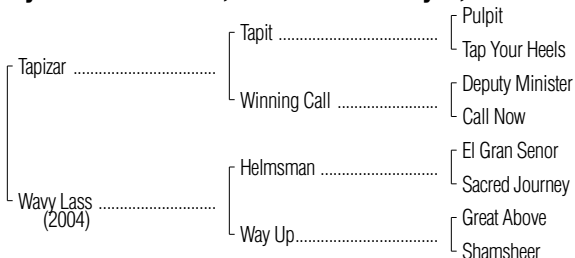 Pulpit
Tapit ........................................
Tap Your Heels
Tapizar ....................................
Deputy Minister
Winning Call .........................
Call Now
El Gran Senor
Helmsman .............................
Sacred Journey
Wavy Lass .............................
(2004)
Great Above
Way Up....................................
Shamsheer